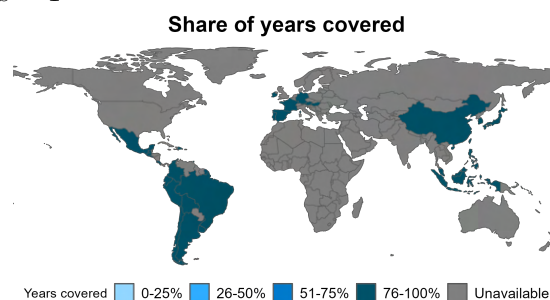 Share of years covered
Years covered 0-25% 26-50% 51-75% 76-100% Unavailable